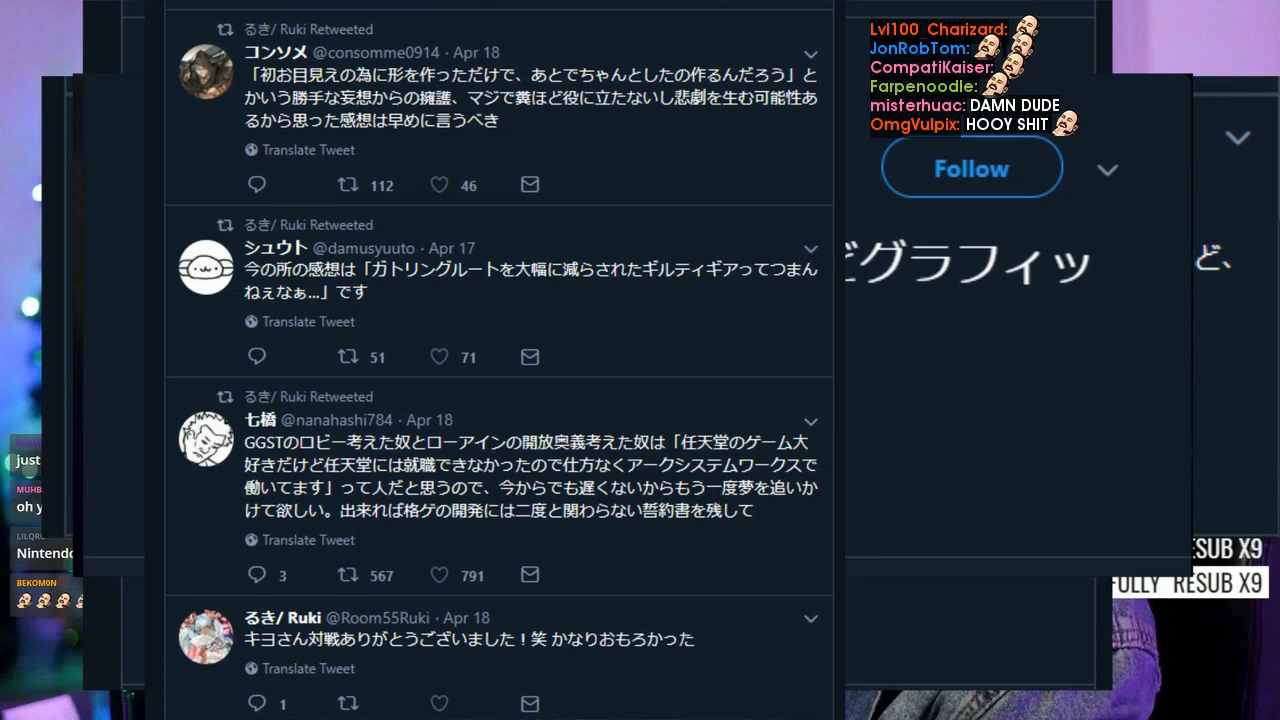 るき/ Ruki Retweeted
コンソメ @consomme0914 · Apr 18
「初お目見えの為に形を作っただけで、あとでちゃんとしたの作るんだろう」と
かいう勝手な妄想からの擁護、マジで糞ほど役に立たないし悲劇を生む可能性あ
るから思った感想は早めに言うべき
Translate Tweet
112 46
るき/ Ruki Retweeted
シュウト @damusyuuto · Apr 17
今の所の感想は「ガトリングルートを大幅に減らされたギルティギアってつまん
ねぇなぁ...」です
Translate Tweet
51 71
るき/ Ruki Retweeted
七橋 @nanahashi784 · Apr 18
GGSTのロビー考えた奴とローアインの開放奥義考えた奴は「任天堂のゲーム大
好きだけど任天堂には就職できなかったので仕方なくアークシステムワークスで
働いてます」って人だと思うので、今からでも遅くないからもう一度夢を追いか
けて欲しい。出来れば格ゲの開発には二度と関わらない誓約書を残して
Translate Tweet
3 567 791
るき/ Ruki @Room55Ruki · Apr 18
キヨさん対戦ありがとうございました！笑 かなりおもろかった
Translate Tweet
1
Lvl100_Charizard:
JonRobTom:
CompatiKaiser:
Farpenoodle:
misterhuac: DAMN DUDE
OmgVulpix: HOOY SHIT
Follow
どグラフィッ
ど、
just
MUHB
oh y
LILQRU
Nintendo
BEKOM0N
ESUB X9
FULLY RESUB X9